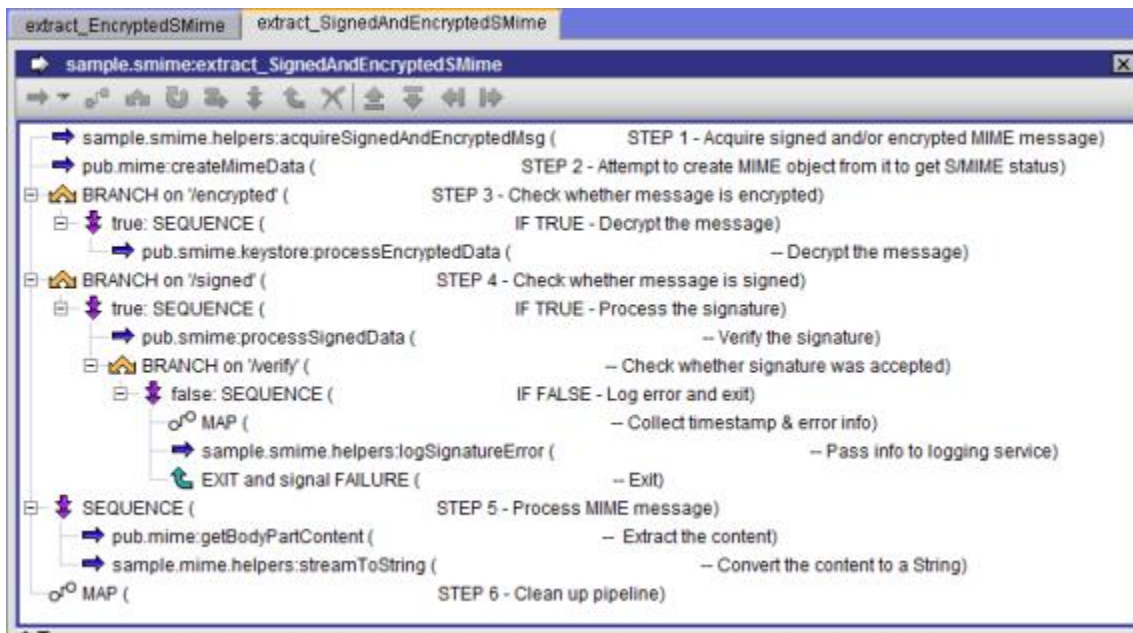 extract_EncryptedSMime extract_SignedAndEncryptedSMime
sample.smime:extract_SignedAndEncryptedSMime
sample.smime.helpers:acquireSignedAndEncryptedMsg ( STEP 1 - Acquire signed and/or encrypted MIME message)
pub.mime:createMimeData ( STEP 2 - Attempt to create MIME object from it to get S/MIME status)
BRANCH on '/encrypted' ( STEP 3 - Check whether message is encrypted)
true: SEQUENCE ( IF TRUE - Decrypt the message)
pub.smime.keystore:processEncryptedData ( -- Decrypt the message)
BRANCH on '/signed' ( STEP 4 - Check whether message is signed)
true: SEQUENCE ( IF TRUE - Process the signature)
pub.smime:processSignedData ( -- Verify the signature)
BRANCH on '/verify' ( -- Check whether signature was accepted)
false: SEQUENCE ( IF FALSE - Log error and exit)
MAP ( -- Collect timestamp & error info)
sample.smime.helpers:logSignatureError ( -- Pass info to logging service)
EXIT and signal FAILURE ( -- Exit)
SEQUENCE ( STEP 5 - Process MIME message)
pub.mime:getBodyPartContent ( -- Extract the content)
sample.mime.helpers:streamToString ( -- Convert the content to a String)
MAP ( STEP 6 - Clean up pipeline)